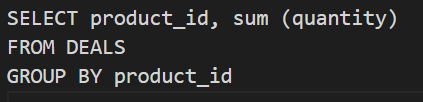 SELECT product_id, sum (quantity)
FROM DEALS
GROUP BY product_id